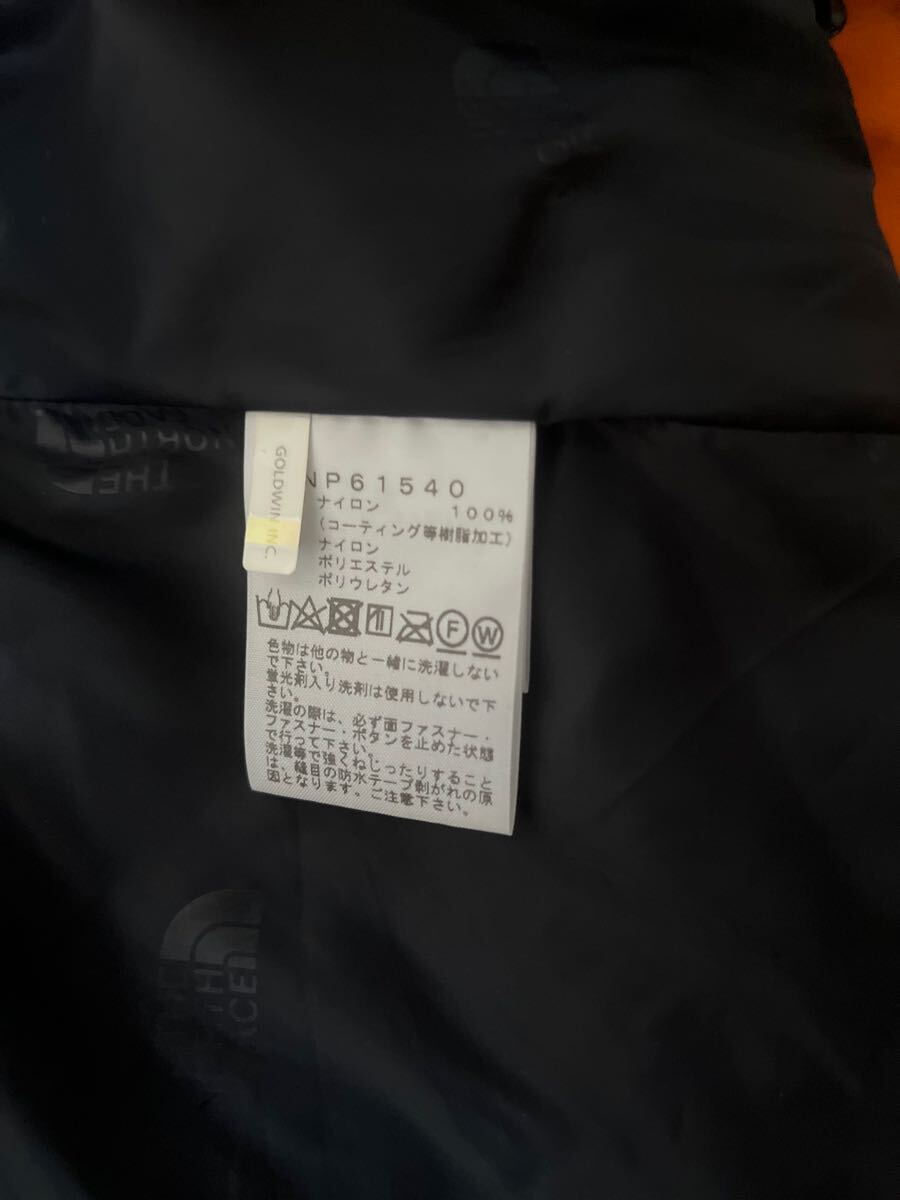 GOLDWIN INC.
NP61540
ナイロン 100%
(コーティング等樹脂加工)
ナイロン
ポリエステル
ポリウレタン
F W
色物は他の物と一緒に洗濯しない
で下さい。
蛍光剤入り洗剤は使用しないで下
さい。
洗濯の際は、必ず面ファスナー・
ファスナー・ボタンを止めた状態
で行って下さい。
洗濯等で強くねじったりすること
は、縫目の防水テープ剥がれの原
因となります。ご注意下さい。
THE
NORTH
FACE